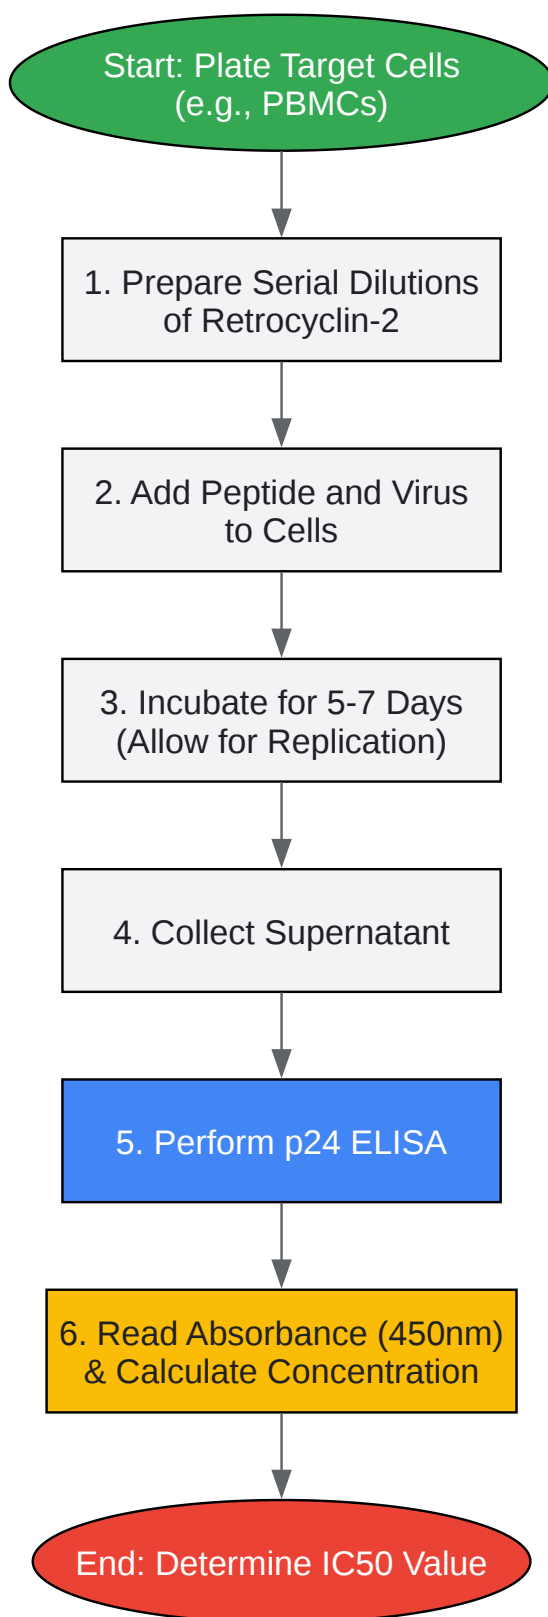 Start: Plate Target Cells
(e.g., PBMCs)
1. Prepare Serial Dilutions
of Retrocyclin-2
2. Add Peptide and Virus
to Cells
3. Incubate for 5-7 Days
(Allow for Replication)
4. Collect Supernatant
5. Perform p24 ELISA
6. Read Absorbance (450nm)
& Calculate Concentration
End: Determine IC50 Value